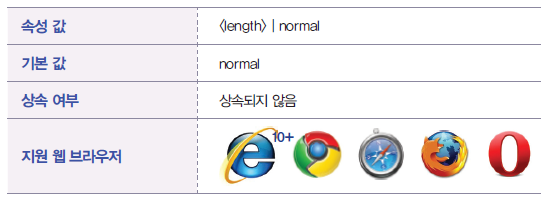 속성 값 〈length〉 | normal
기본 값 normal
상속 여부 상속되지 않음
지원 웹 브라우저 10+